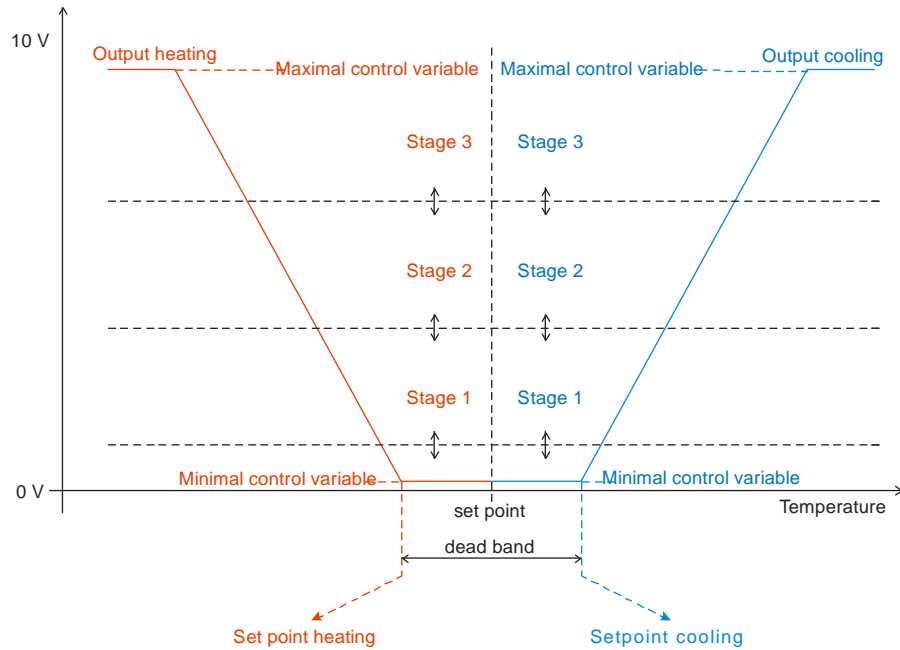 10 V
Output heating
Output cooling
Maximal control variable
Maximal control variable
Stage 3
Stage 3
Stage 2
Stage 2
Stage 1
Stage 1
Minimal control variable
Minimal control variable
0 V
set point
Temperature
dead band
Set point heating
Setpoint cooling